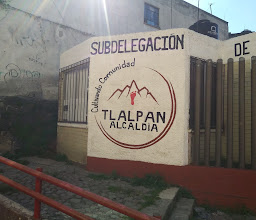 SUBDELEGACIÓN
DE
Cultivando Comunidad
TLALPAN
ALCALDÍA